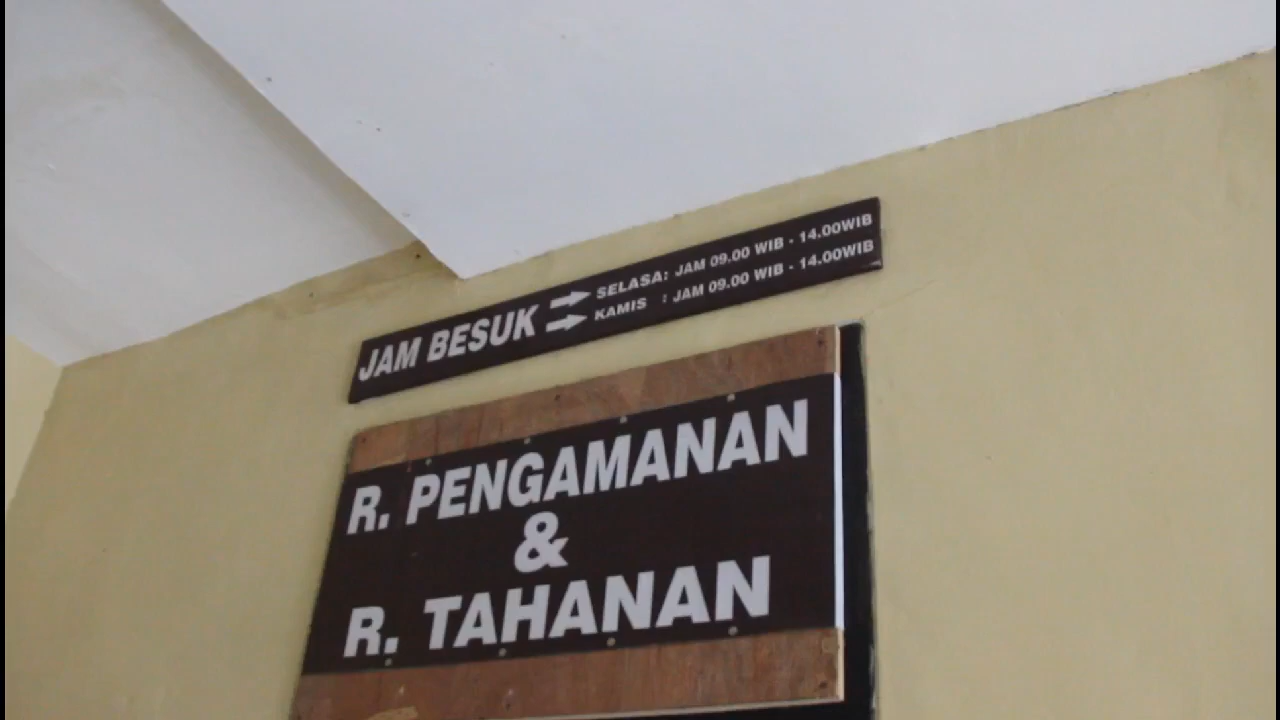 JAM BESUK → SELASA: JAM 09.00 WIB - 14.00WIB
→ KAMIS : JAM 09.00 WIB - 14.00WIB
R. PENGAMANAN
&
R. TAHANAN